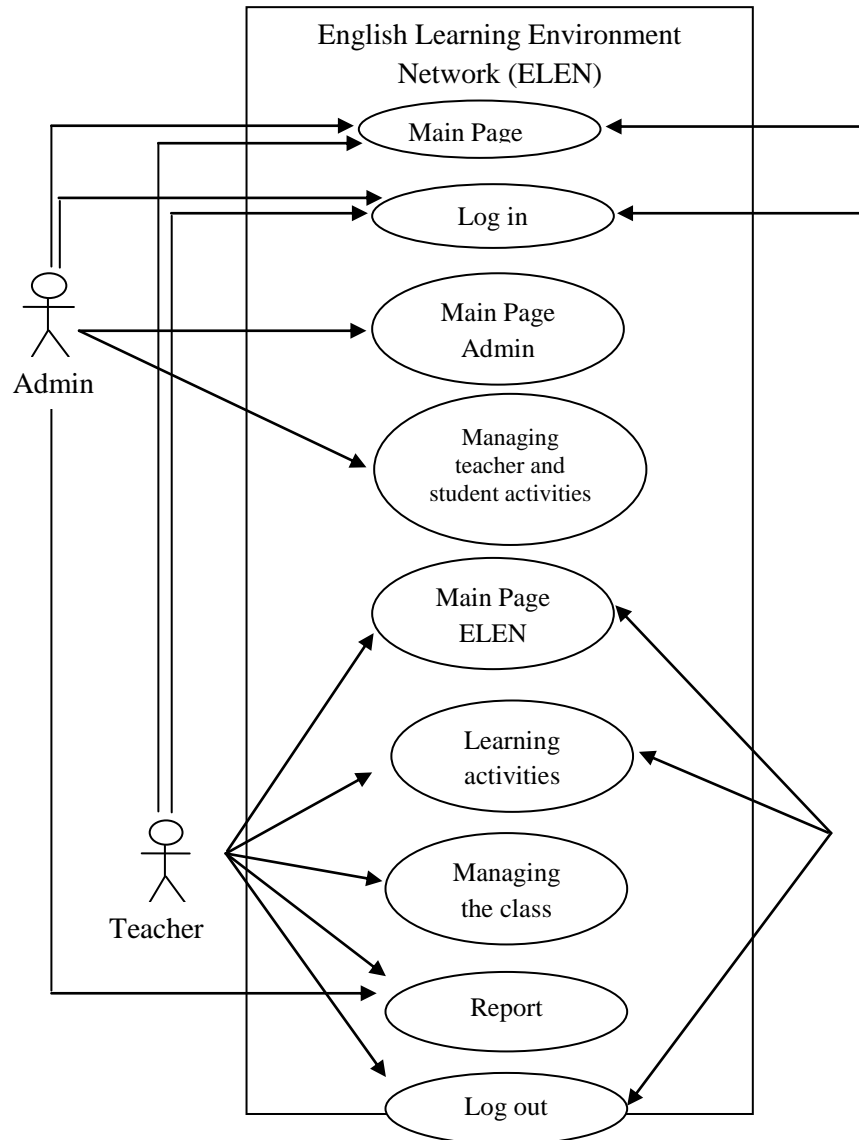 English Learning Environment
Network (ELEN)
Main Page
Log in
Main Page
Admin
Admin
Managing
teacher and
student activities
Main Page
ELEN
Learning
activities
Managing
the class
Teacher
Report
Log out